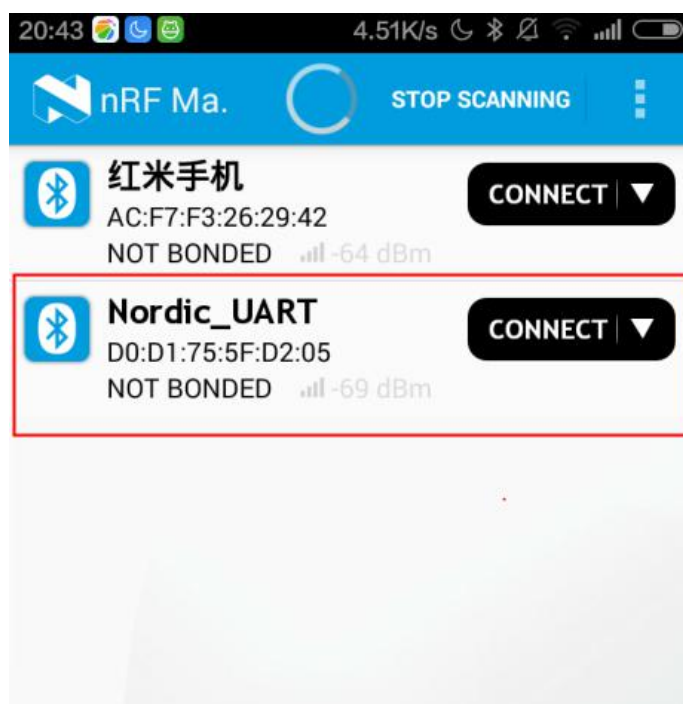 20:43 4.51K/s
nRF Ma. STOP SCANNING
红米手机
CONNECT
AC:F7:F3:26:29:42
NOT BONDED -64 dBm
Nordic_UART
CONNECT
D0:D1:75:5F:D2:05
NOT BONDED -69 dBm